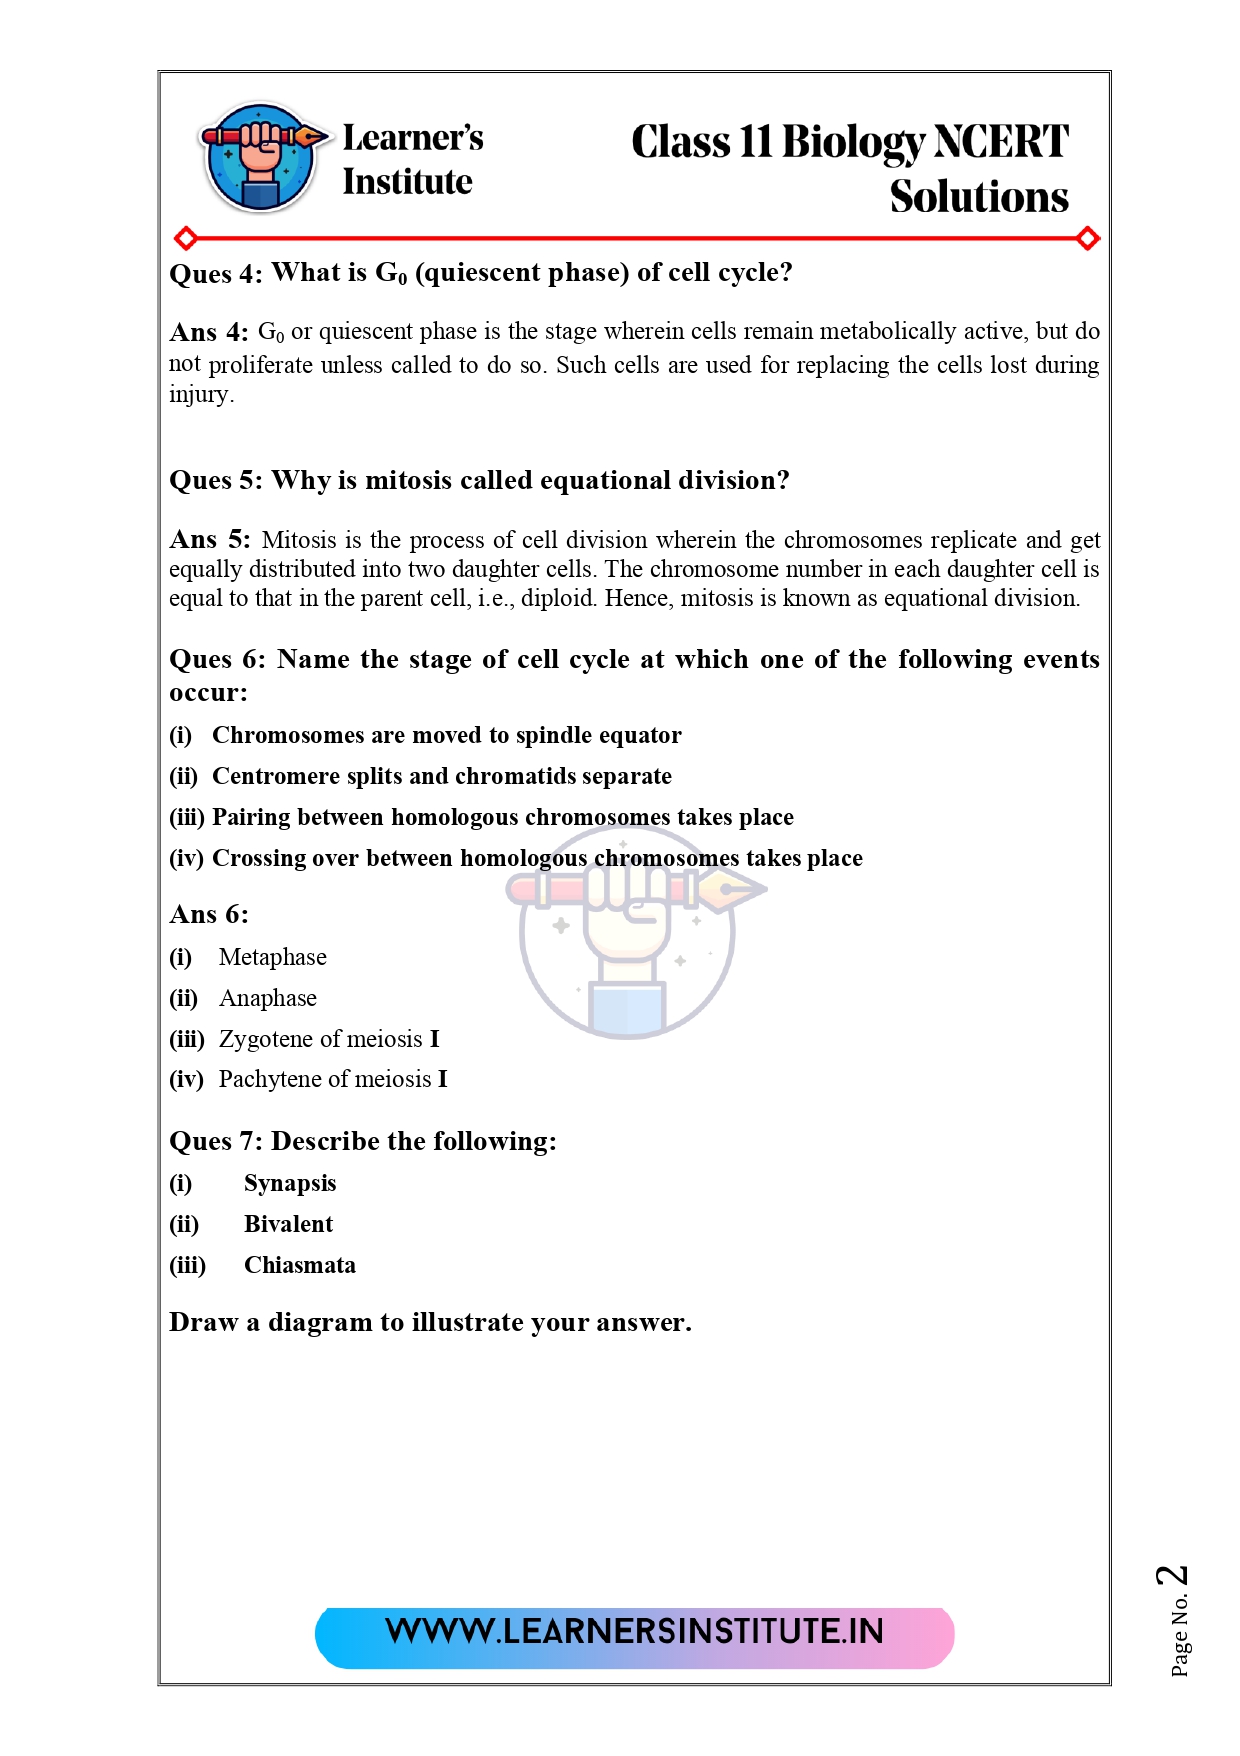 Learner's
Institute
Class 11 Biology NCERT
Solutions
Ques 4: What is G₀ (quiescent phase) of cell cycle?
Ans 4: G₀ or quiescent phase is the stage wherein cells remain metabolically active, but do
not proliferate unless called to do so. Such cells are used for replacing the cells lost during
injury.
Ques 5: Why is mitosis called equational division?
Ans 5: Mitosis is the process of cell division wherein the chromosomes replicate and get
equally distributed into two daughter cells. The chromosome number in each daughter cell is
equal to that in the parent cell, i.e., diploid. Hence, mitosis is known as equational division.
Ques 6: Name the stage of cell cycle at which one of the following events
occur:
(i) Chromosomes are moved to spindle equator
(ii) Centromere splits and chromatids separate
(iii) Pairing between homologous chromosomes takes place
(iv) Crossing over between homologous chromosomes takes place
Ans 6:
(i) Metaphase
(ii) Anaphase
(iii) Zygotene of meiosis I
(iv) Pachytene of meiosis I
Ques 7: Describe the following:
(i) Synapsis
(ii) Bivalent
(iii) Chiasmata
Draw a diagram to illustrate your answer.
WWW.LEARNERSINSTITUTE.IN
Page No. 2